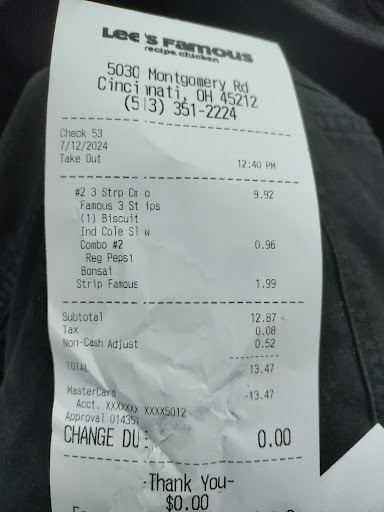 Lee's Famous
recipe chicken
5030 Montgomery Rd
Cincinnati, OH 45212
(513) 351-2224
Check 53
7/12/2024
Take Out 12:40 PM
#2 3 Strp Cm o 9.92
Famous 3 St ips
(1) Biscuit
Ind Cole Sl w
Combo #2 0.96
Reg Pepsi
Bonsai
Strip Famous 1.99
Subtotal 12.87
Tax 0.08
Non-Cash Adjust 0.52
TOTAL 13.47
MasterCard -13.47
Acct. XXXXXXX XXXX5012
Approval 01435
CHANGE DU: 0.00
-Thank You-
$0.00